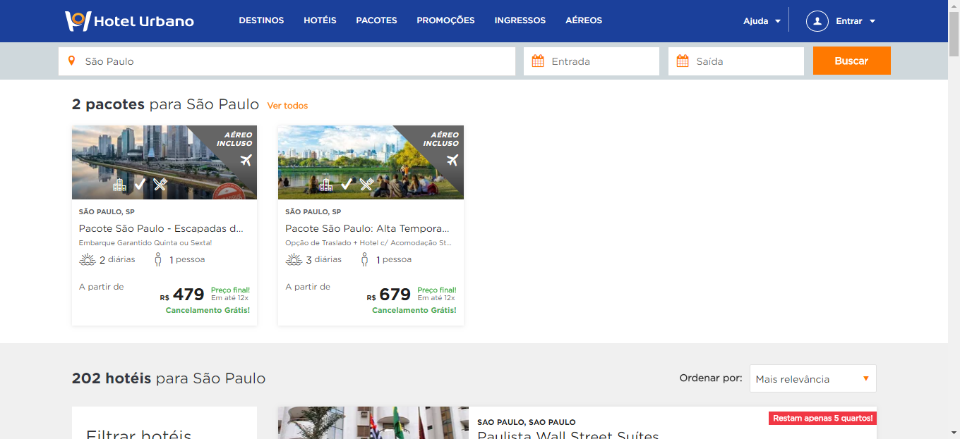 Hotel Urbano
DESTINOS HOTÉIS PACOTES PROMOÇÕES INGRESSOS AÉREOS
Ajuda Entrar
São Paulo
Entrada
Saída
Buscar
2 pacotes para São Paulo Ver todos
AÉREO
INCLUSO
SÃO PAULO, SP
Pacote São Paulo - Escapadas d...
Embarque Garantido Quinta ou Sexta!
2 diárias 1 pessoa
A partir de
R$ 479 Preço final!
Em até 12x
Cancelamento Grátis!
AÉREO
INCLUSO
SÃO PAULO, SP
Pacote São Paulo: Alta Tempora...
Opção de Traslado + Hotel c/ Acomodação St...
3 diárias 1 pessoa
A partir de
R$ 679 Preço final!
Em até 12x
Cancelamento Grátis!
202 hotéis para São Paulo
Ordenar por: Mais relevância
Filtrar hotéis
SAO PAULO, SAO PAULO
Restam apenas 5 quartos!
Paulista Wall Street Suítes